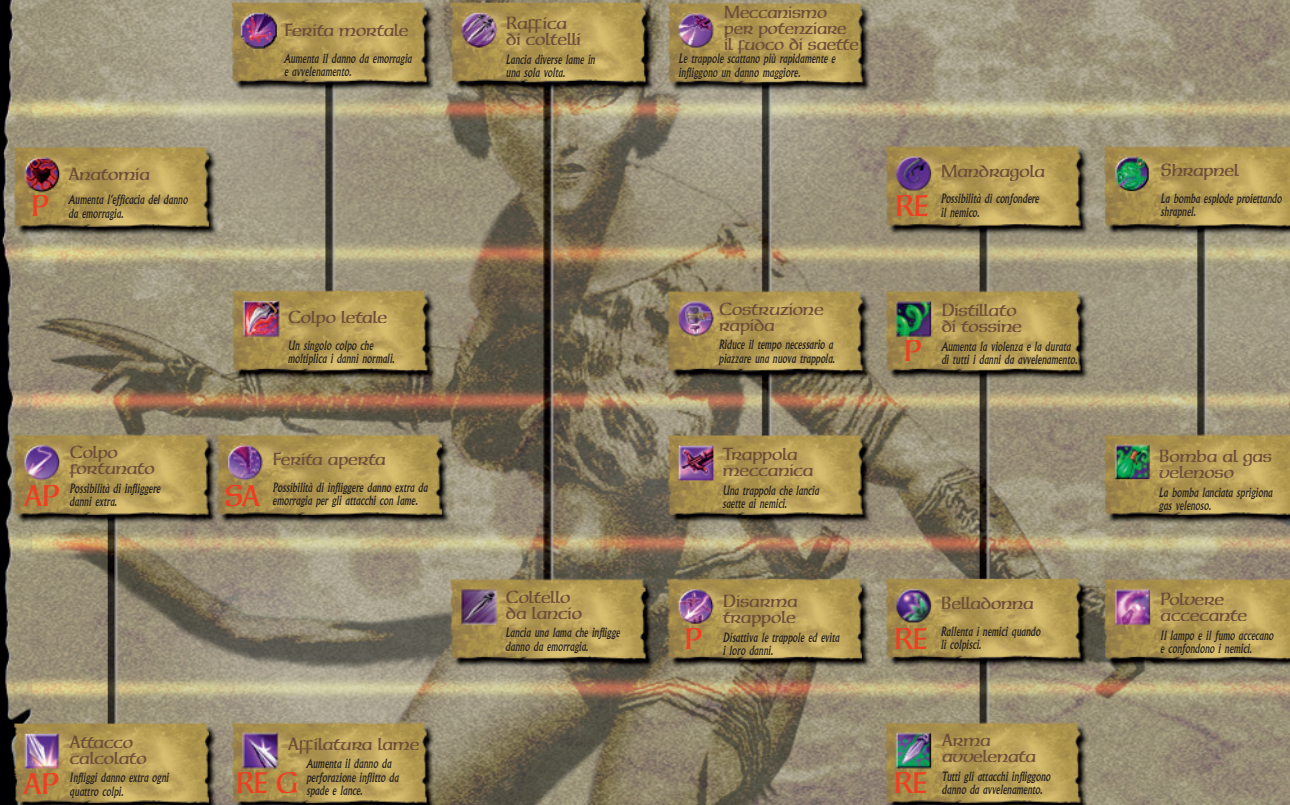 Ferita mortale
Aumenta il danno da emorragia
e avvelenamento.
Raffica
di coltelli
Lancia diverse lame in
una sola volta.
Meccanismo
per potenziare
il fuoco di saette
Le trappole scattano più rapidamente e
infliggono un danno maggiore.
Anatomia
P
Aumenta l'efficacia del danno
da emorragia.
Mandragola
RE
Possibilità di confondere
il nemico.
Shrapnel
La bomba esplode proiettando
shrapnel.
Colpo letale
Un singolo colpo che
moltiplica i danni normali.
Costruzione
rapida
Riduce il tempo necessario a
piazzare una nuova trappola.
Distillato
di tossine
P
Aumenta la violenza e la durata
di tutti i danni da avvelenamento.
Colpo
fortunato
AP
Possibilità di infliggere
danni extra.
Ferita aperta
SA
Possibilità di infliggere danno extra da
emorragia per gli attacchi con lame.
Trappola
meccanica
Una trappola che lancia
saette ai nemici.
Bomba al gas
velenoso
La bomba lanciata sprigiona
gas velenoso.
Coltello
da lancio
Lancia una lama che infligge
danno da emorragia.
Disarma
trappole
P
Disattiva le trappole ed evita
i loro danni.
Belladonna
RE
Rallenta i nemici quando
li colpisci.
Polvere
accecante
Il lampo e il fumo accecano
e confondono i nemici.
Attacco
calcolato
AP
Infliggi danno extra ogni
quattro colpi.
Affilatura lame
RE G
Aumenta il danno da
perforazione inflitto da
spade e lance.
Arma
avvelenata
RE
Tutti gli attacchi infliggono
danno da avvelenamento.